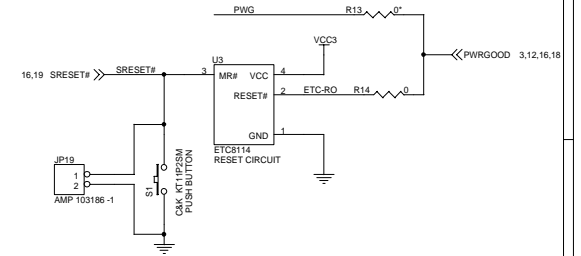 PWG R13 0*
VCC3
PWRGOOD 3,12,16,18
U3
16,19 SRESET# SRESET# 3 MR# VCC 4
RESET# 2 ETC-RO R14 0
GND 1
ETC8114
RESET CIRCUIT
JP19
1
2
AMP 103186 -1
S1
C&K KT11P2SM
PUSH BUTTON